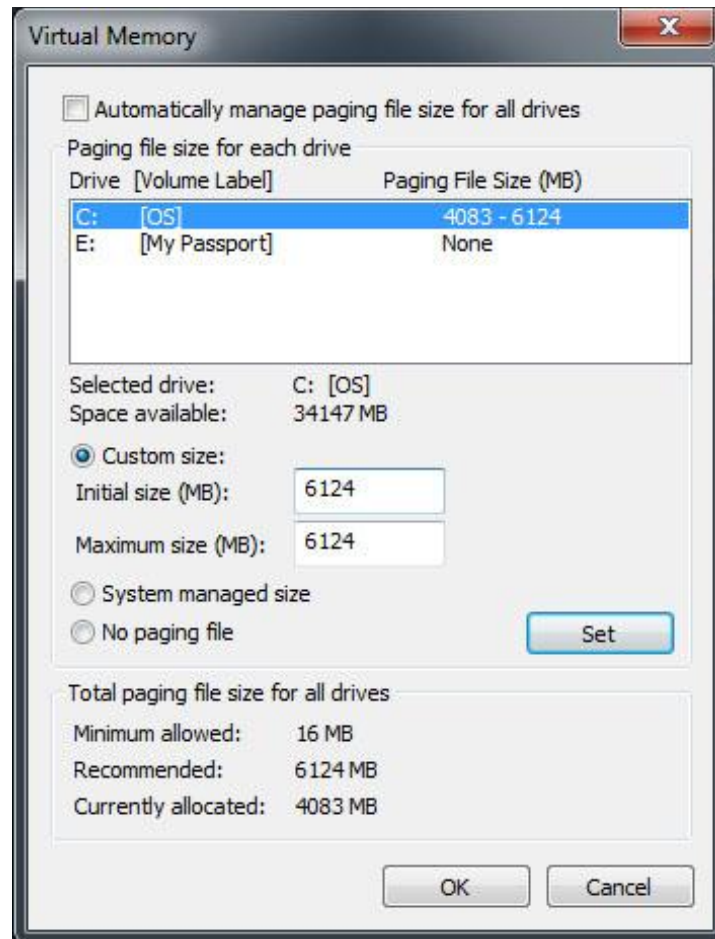 Virtual Memory
Automatically manage paging file size for all drives
Paging file size for each drive
Drive [Volume Label] Paging File Size (MB)
C: [OS] 4083 - 6124
E: [My Passport] None
Selected drive: C: [OS]
Space available: 34147 MB
Custom size:
Initial size (MB): 6124
Maximum size (MB): 6124
System managed size
No paging file Set
Total paging file size for all drives
Minimum allowed: 16 MB
Recommended: 6124 MB
Currently allocated: 4083 MB
OK Cancel